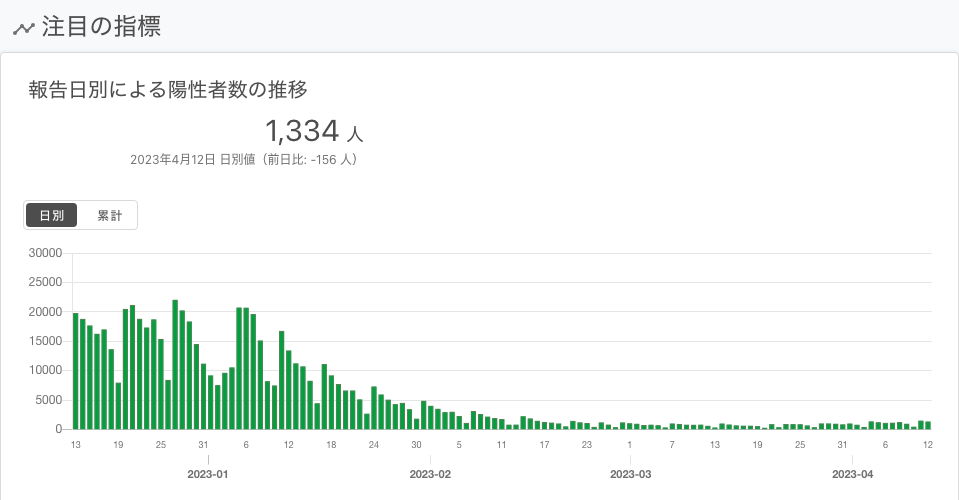 注目の指標
報告日別による陽性者数の推移
1,334 人
2023年4月12日 日別値（前日比: -156 人）
日別 累計
30000
25000
20000
15000
10000
5000
0
13 19 25 31 6 12 18 24 30 5 11 17 23 1 7 13 19 25 31 6 12
2023-01 2023-02 2023-03 2023-04